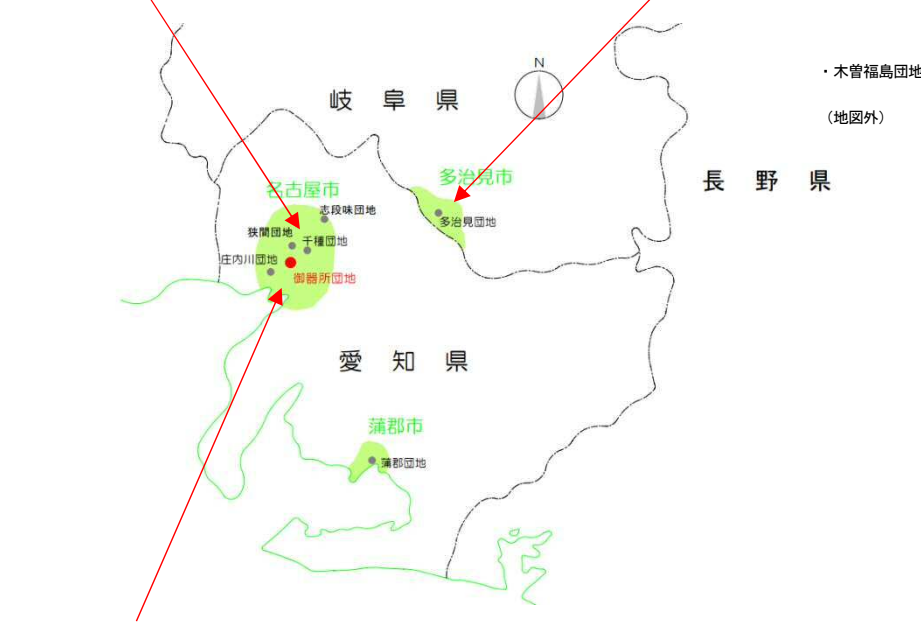 N
・木曽福島団地
岐 阜 県
（地図外）
多治見市
長 野 県
名古屋市
志段味団地
多治見団地
狭間団地
千種団地
庄内川団地
御器所団地
愛 知 県
蒲郡市
蒲郡団地